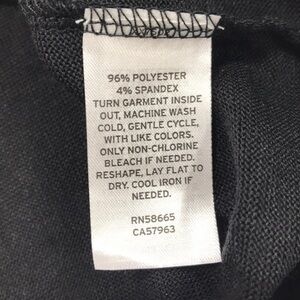 96% POLYESTER
4% SPANDEX
TURN GARMENT INSIDE
OUT, MACHINE WASH
COLD, GENTLE CYCLE,
WITH LIKE COLORS.
ONLY NON-CHLORINE
BLEACH IF NEEDED.
RESHAPE, LAY FLAT TO
DRY. COOL IRON IF
NEEDED.
RN58665
CA57963